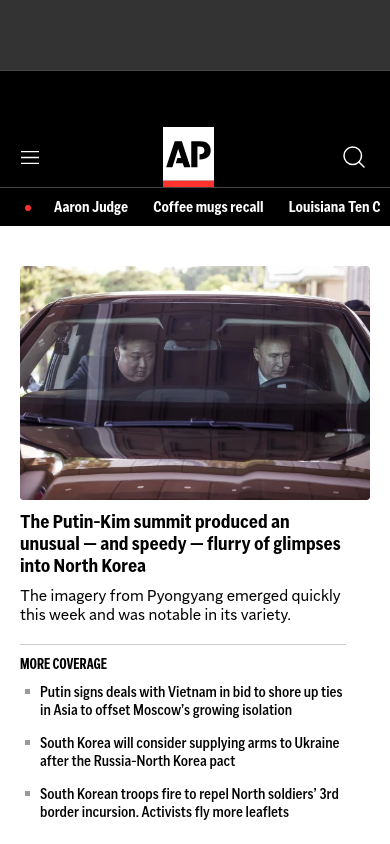 AP
Aaron Judge Coffee mugs recall Louisiana Ten C
The Putin-Kim summit produced an
unusual — and speedy — flurry of glimpses
into North Korea
The imagery from Pyongyang emerged quickly
this week and was notable in its variety.
MORE COVERAGE
Putin signs deals with Vietnam in bid to shore up ties
in Asia to offset Moscow’s growing isolation
South Korea will consider supplying arms to Ukraine
after the Russia-North Korea pact
South Korean troops fire to repel North soldiers’ 3rd
border incursion. Activists fly more leaflets